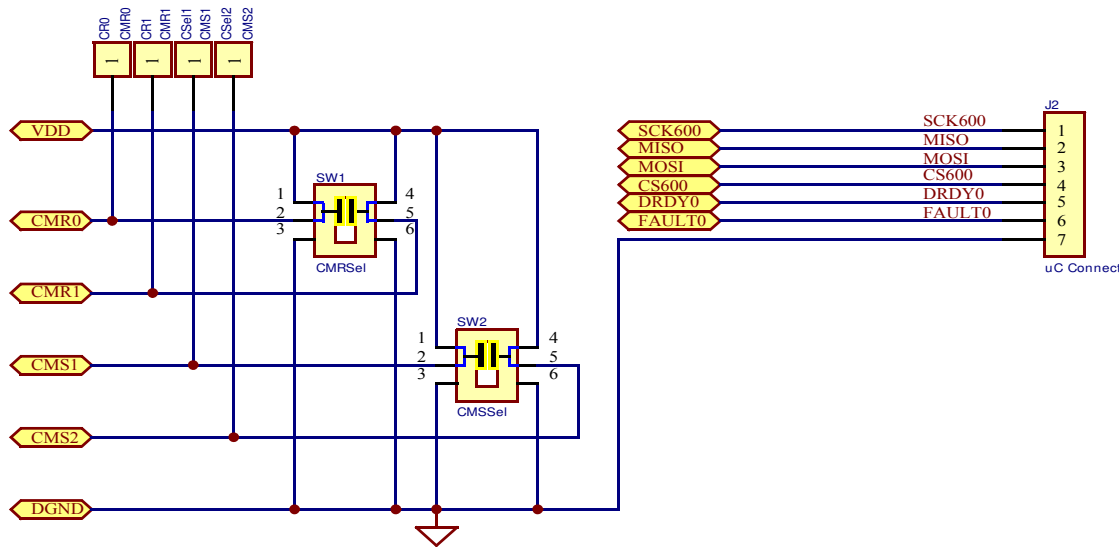 CR0
CMR0
CR1
CMR1
CSel1
CMS1
CSel2
CMS2
1
1
1
1
VDD
CMR0
CMR1
CMS1
CMS2
DGND
SW1
1
2
3
4
5
6
CMRSel
SW2
1
2
3
4
5
6
CMSSel
SCK600
MISO
MOSI
CS600
DRDY0
FAULT0
SCK600
MISO
MOSI
CS600
DRDY0
FAULT0
J2
1
2
3
4
5
6
7
uC Connect